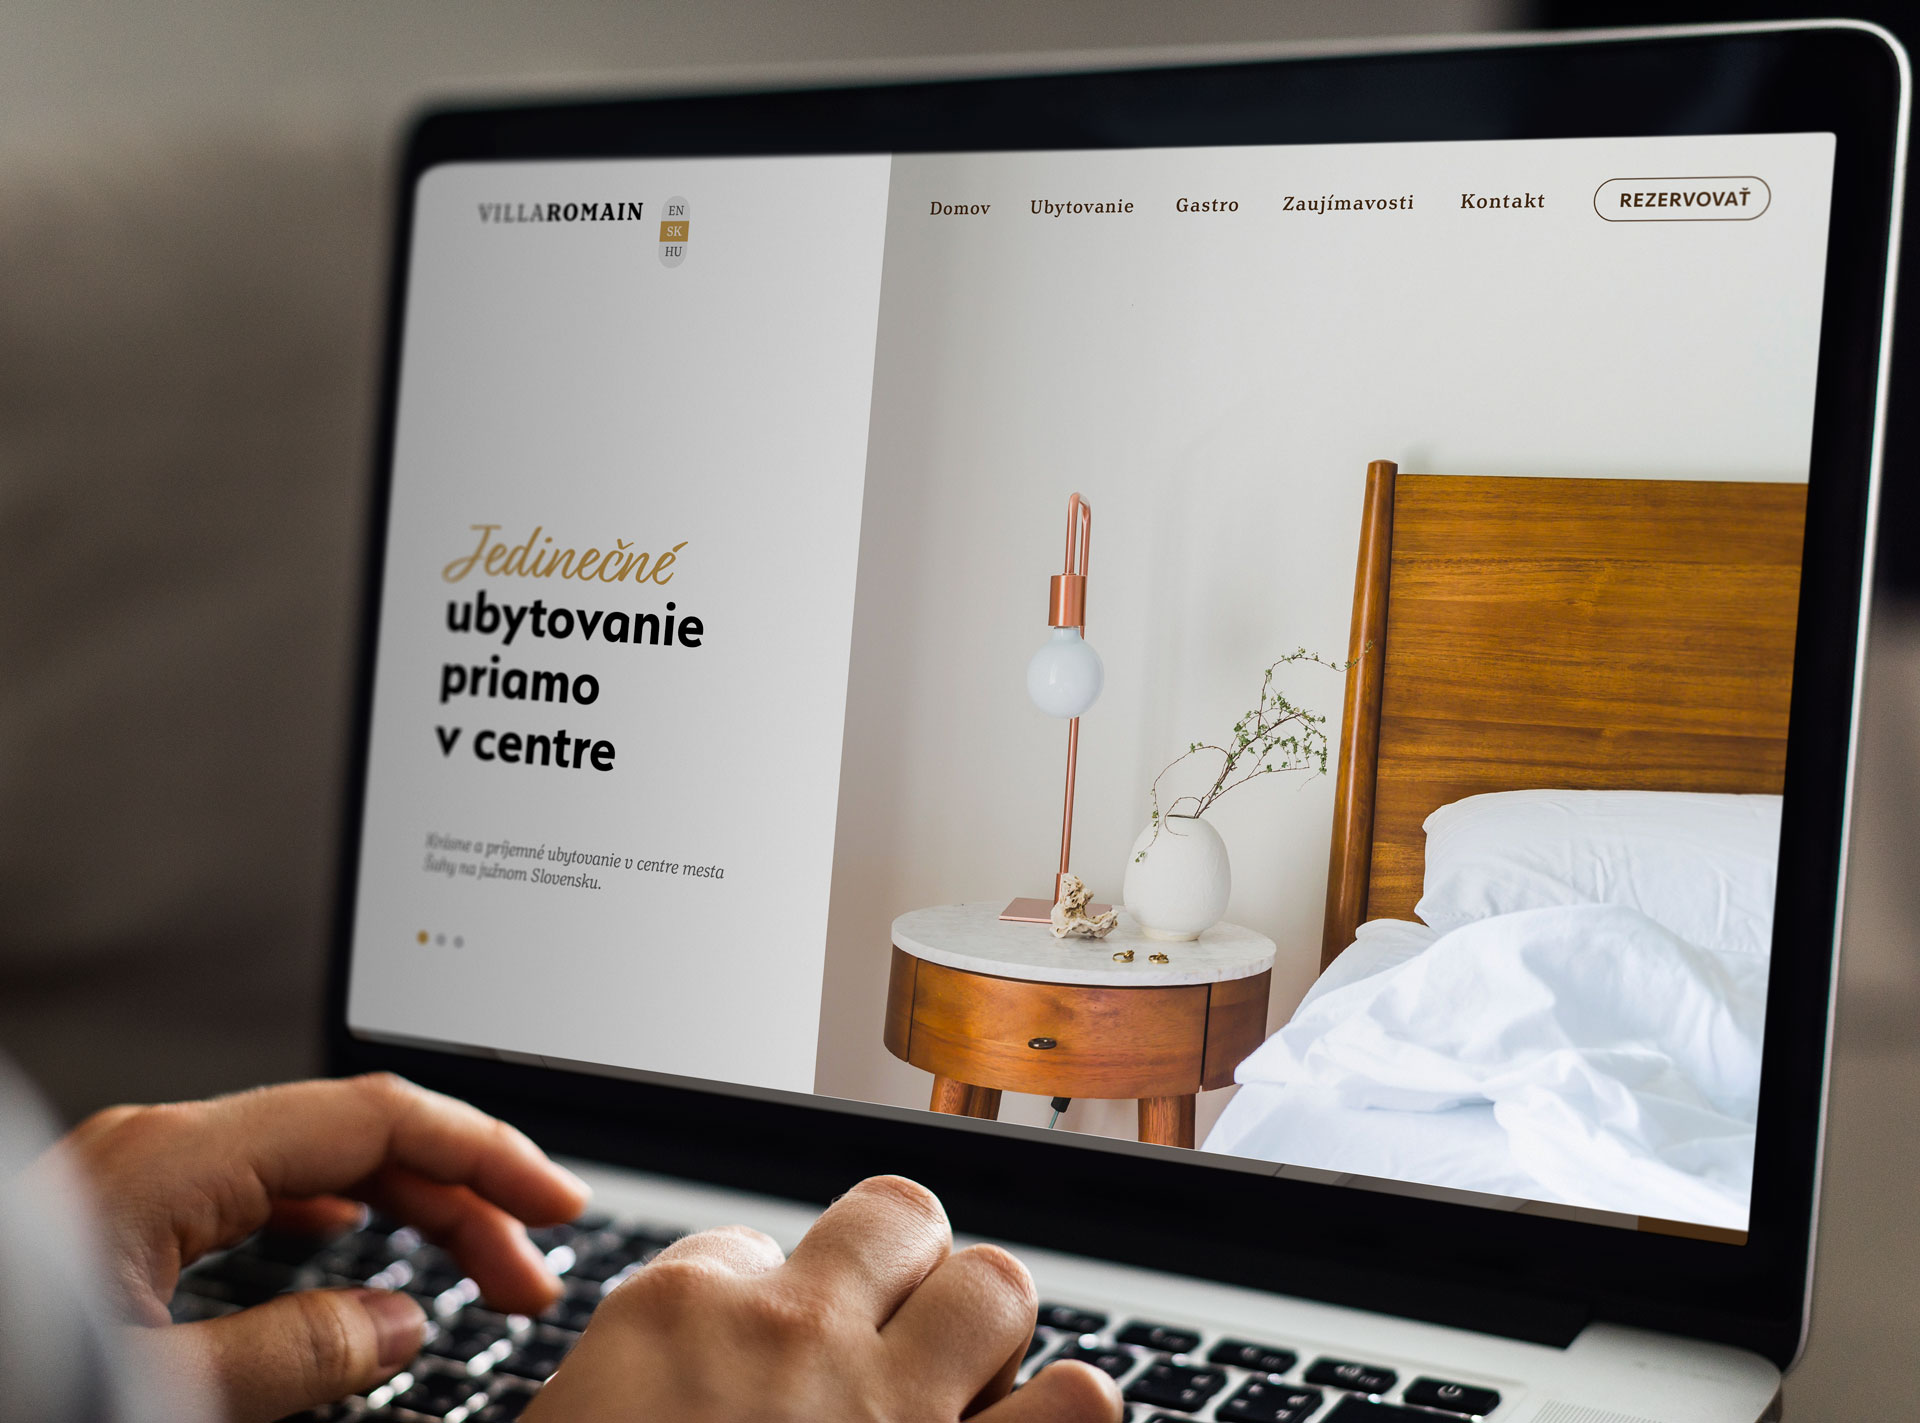 VILLAROMAIN
EN
SK
HU
Domov Ubytovanie Gastro Zaujímavosti Kontakt REZERVOVAŤ
Jedinečné
ubytovanie
priamo
v centre
Krásne a príjemné ubytovanie v centre mesta
Šahy na južnom Slovensku.